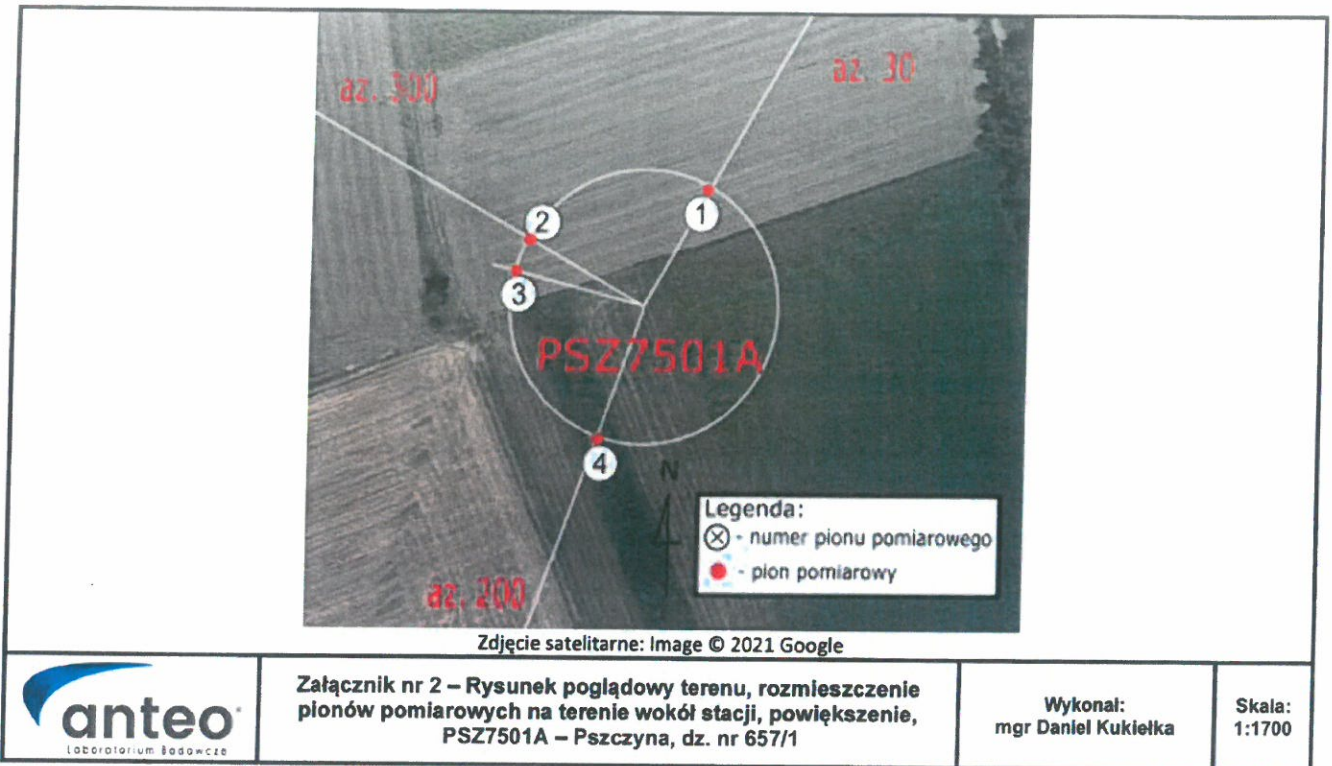 az. 300
az. 30
1
2
3
PSZ7501A
4
N
Legenda:
- numer pionu pomiarowego
- pion pomiarowy
az. 200
Zdjęcie satelitarne: Image © 2021 Google
anteo
Laboratorium Badawcze
Załącznik nr 2 – Rysunek poglądowy terenu, rozmieszczenie
pionów pomiarowych na terenie wokół stacji, powiększenie,
PSZ7501A – Pszczyna, dz. nr 657/1
Wykonał:
mgr Daniel Kukiełka
Skala:
1:1700